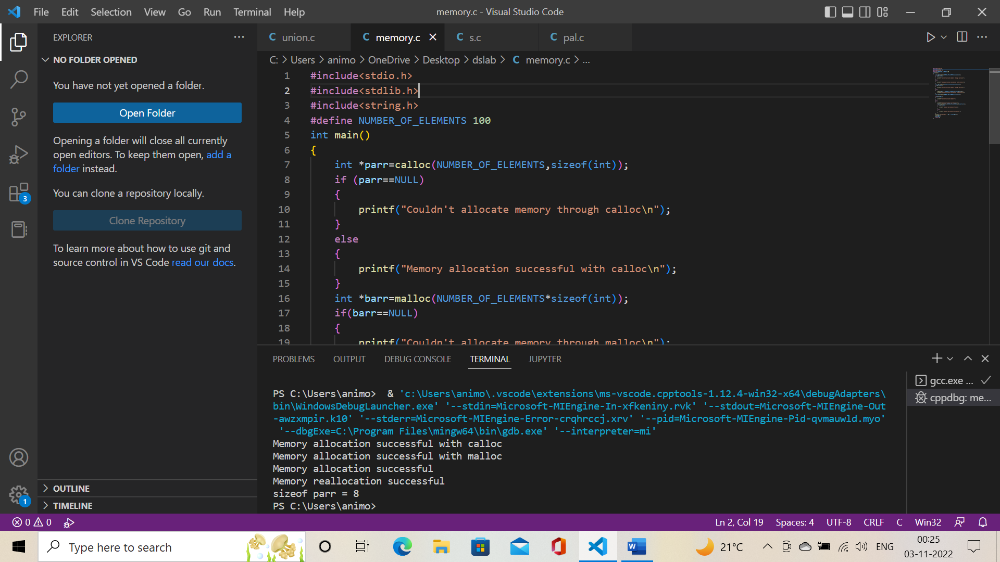 File Edit Selection View Go Run Terminal Help
memory.c - Visual Studio Code
EXPLORER
NO FOLDER OPENED
You have not yet opened a folder.
Open Folder
Opening a folder will close all currently
open editors. To keep them open, add a
folder instead.
You can clone a repository locally.
Clone Repository
To learn more about how to use git and
source control in VS Code read our docs.
OUTLINE
TIMELINE
3
1
C union.c C memory.c C s.c C pal.c
C: > Users > animo > OneDrive > Desktop > dslab > C memory.c > ...
1 #include<stdio.h>
2 #include<stdlib.h>
3 #include<string.h>
4 #define NUMBER_OF_ELEMENTS 100
5 int main()
6 {
7 int *parr=calloc(NUMBER_OF_ELEMENTS,sizeof(int));
8 if (parr==NULL)
9 {
10 printf("Couldn't allocate memory through calloc\n");
11 }
12 else
13 {
14 printf("Memory allocation successful with calloc\n");
15 }
16 int *barr=malloc(NUMBER_OF_ELEMENTS*sizeof(int));
17 if(barr==NULL)
18 {
19 printf("Couldn't allocate memory through malloc\n");
PROBLEMS OUTPUT DEBUG CONSOLE TERMINAL JUPYTER
PS C:\Users\animo>  & 'c:\Users\animo\.vscode\extensions\ms-vscode.cpptools-1.12.4-win32-x64\debugAdapters\
bin\WindowsDebugLauncher.exe' '--stdin=Microsoft-MIEngine-In-xfkeniny.rvk' '--stdout=Microsoft-MIEngine-Out
-awzxmpir.k10' '--stderr=Microsoft-MIEngine-Error-crqhrccj.xrv' '--pid=Microsoft-MIEngine-Pid-qvmauwld.myo'
'--dbgExe=C:\Program Files\mingw64\bin\gdb.exe' '--interpreter=mi'
Memory allocation successful with calloc
Memory allocation successful with malloc
Memory allocation successful
Memory reallocation successful
sizeof parr = 8
PS C:\Users\animo>
gcc.exe ...
cppdbg: me...
0 0
Ln 2, Col 19 Spaces: 4 UTF-8 CRLF C Win32
Type here to search
21°C
ENG
00:25
03-11-2022